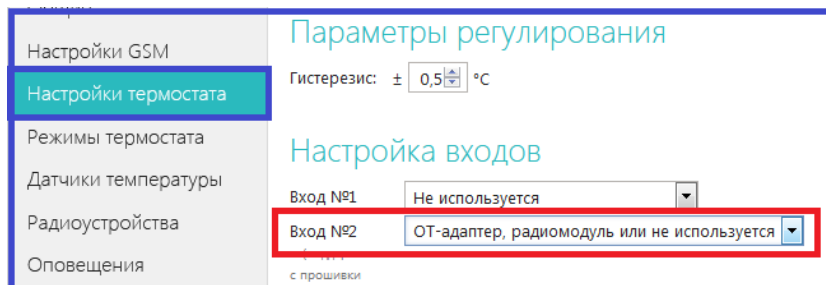 Настройки GSM
Настройки термостата
Режимы термостата
Датчики температуры
Радиоустройства
Оповещения
Параметры регулирования
Гистерезис: ± 0,5 °C
Настройка входов
Вход №1 Не используется
Вход №2 ОТ-адаптер, радиомодуль или не используется
с прошивки